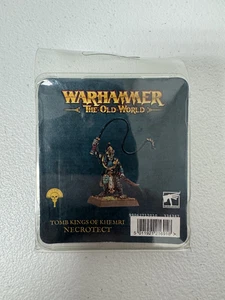 WARHAMMER
THE OLD WORLD
TOMB KINGS OF KHEMRI
NECROTECT